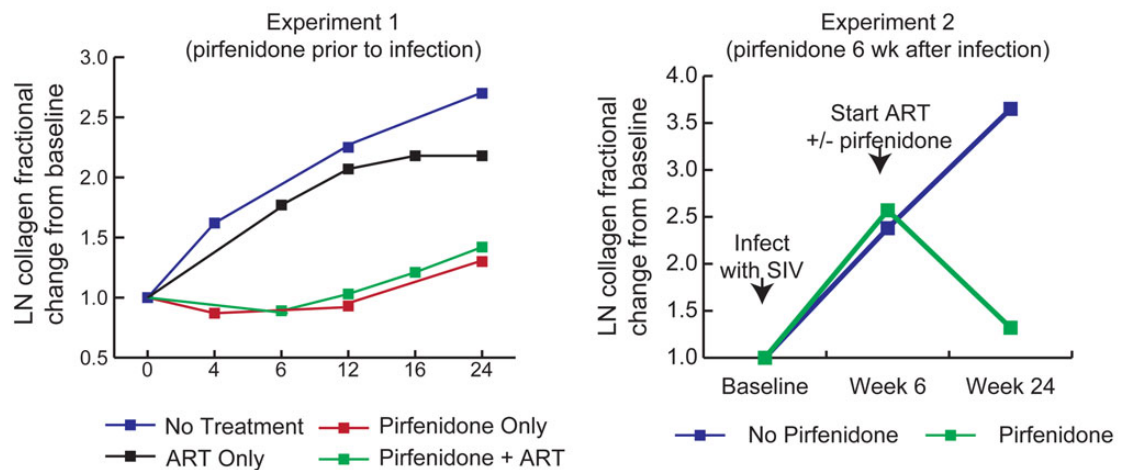 Experiment 1
(pirfenidone prior to infection)
LN collagen fractional
change from baseline
3.0
2.5
2.0
1.5
1.0
0.5
0
4
6
12
16
24
No Treatment
Pirfenidone Only
ART Only
Pirfenidone + ART
Experiment 2
(pirfenidone 6 wk after infection)
LN collagen fractional
change from baseline
4.0
3.5
3.0
2.5
2.0
1.5
1.0
Start ART
+/- pirfenidone
Infect
with SIV
Baseline
Week 6
Week 24
No Pirfenidone
Pirfenidone